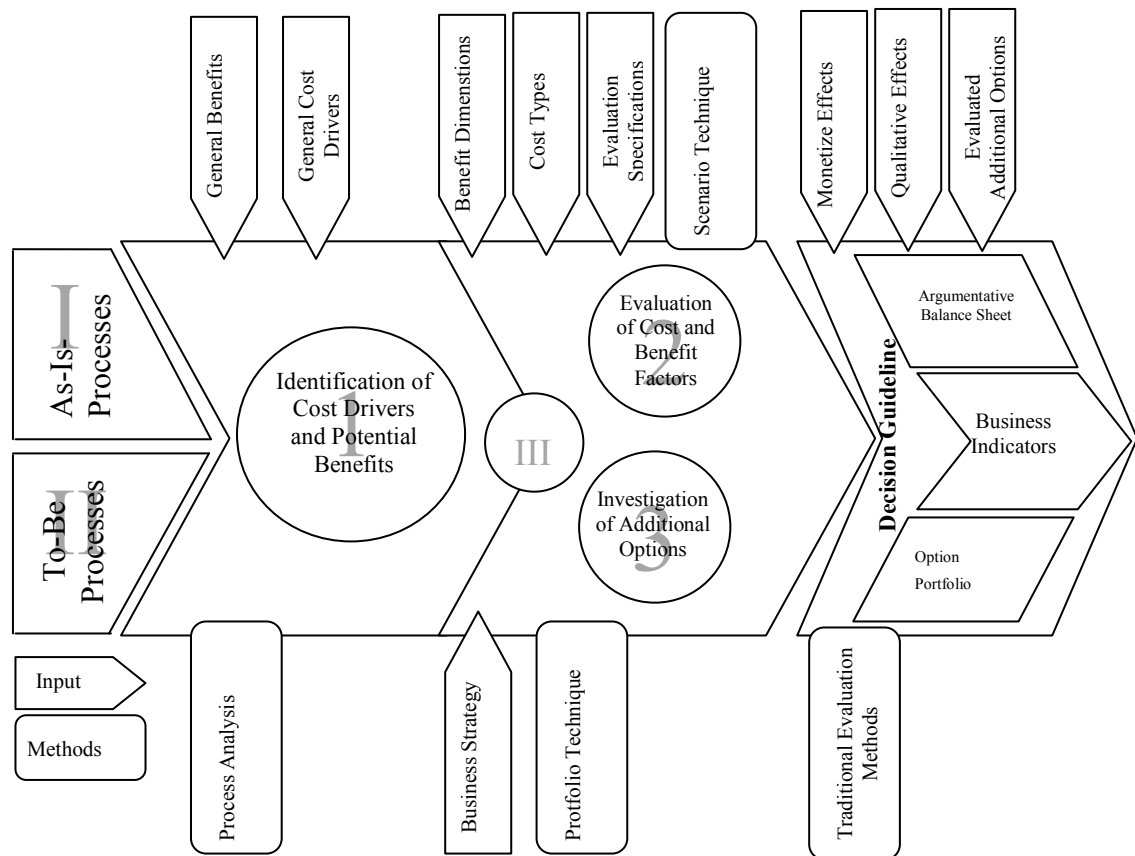 General Benefits
General Cost
Drivers
Benefit Dimenstions
Cost Types
Evaluation
Specifications
Scenario Technique
Monetize Effects
Qualitative Effects
Evaluated
Additional Options
I
As-Is-
Processes
II
To-Be
Processes
1
Identification of
Cost Drivers
and Potential
Benefits
2
Evaluation
of Cost and
Benefit
Factors
III
3
Investigation
of Additional
Options
Decision Guideline
Argumentative
Balance Sheet
Business
Indicators
Option
Portfolio
Input
Methods
Process Analysis
Business Strategy
Protfolio Technique
Traditional Evaluation
Methods